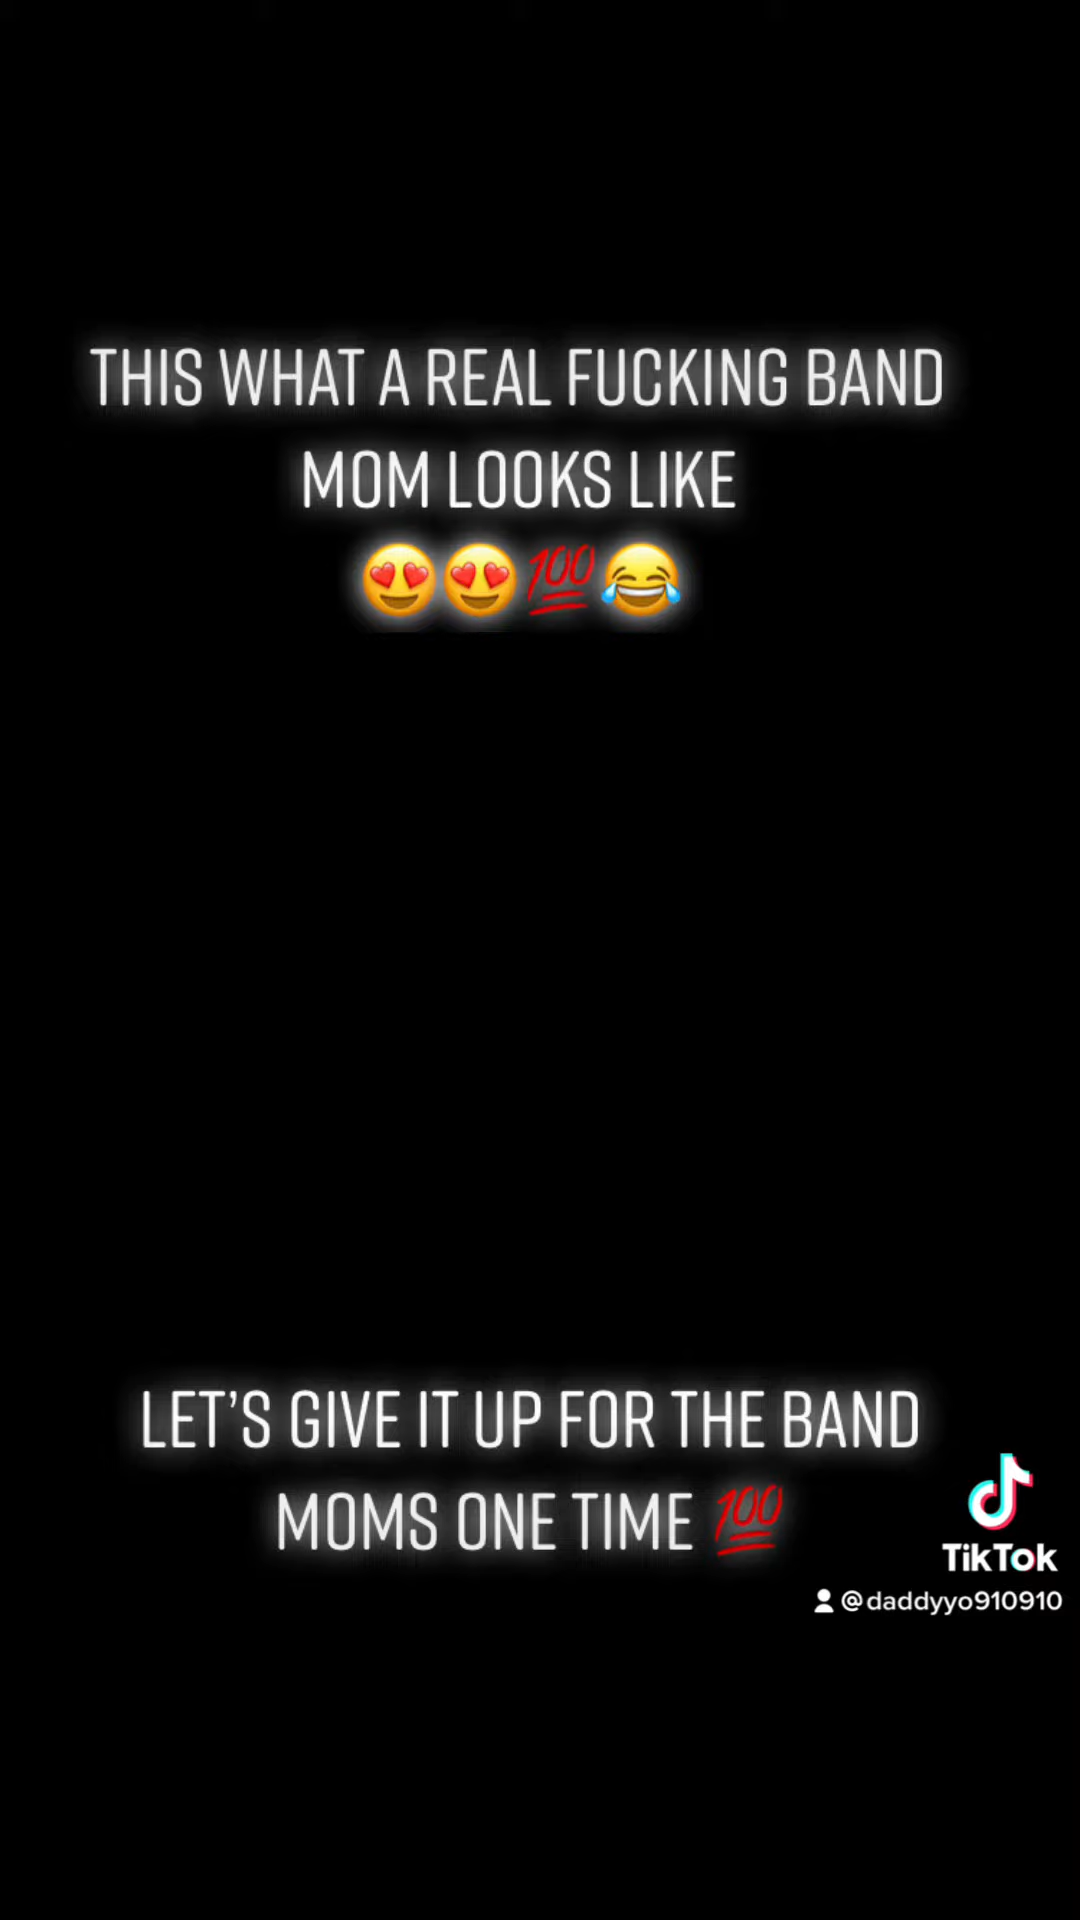 THIS WHAT A REAL FUCKING BAND
MOM LOOKS LIKE
😍😍💯😂
LET'S GIVE IT UP FOR THE BAND
MOMS ONE TIME 💯
TikTok
@daddyyo910910